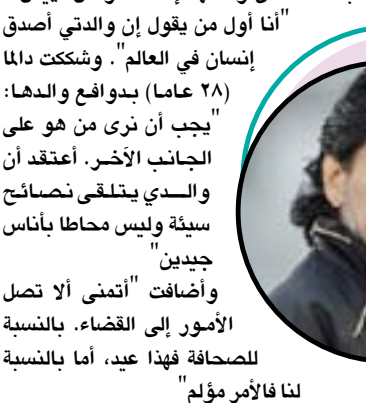 "أنا أول من يقول إن والدتي أصدق
إنسان في العالم". وشككت دالما
(٢٨ عاما) بدوافع والدها:
"يجب أن نرى من هو على
الجانب الآخر. أعتقد أن
والدي يتلقى نصائح
سيئة وليس محاطا بأناس
جيدين"
وأضافت "أتمنى ألا تصل
الأمور إلى القضاء. بالنسبة
للصحافة فهذا عيد، أما بالنسبة
لنا فالأمر مؤلم"